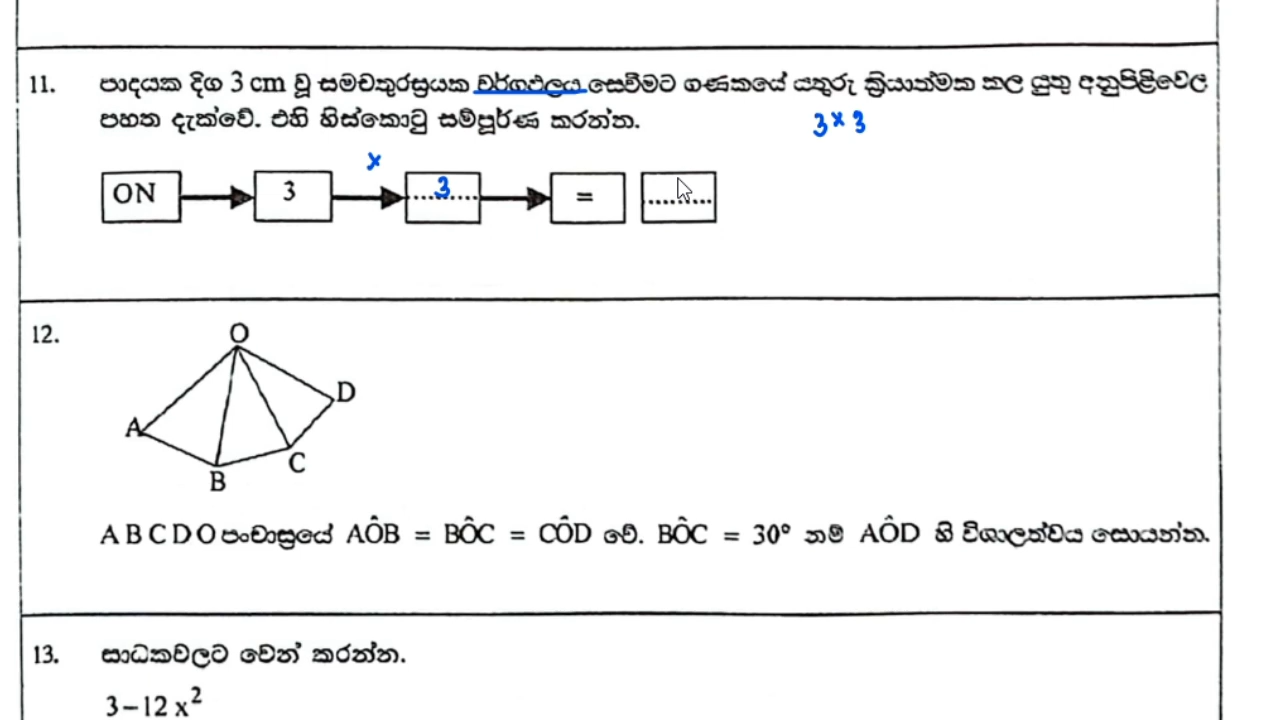 11. පාදයක දිග 3 cm වූ සමචතුරස්‍රයක වර්ගඵලය සෙවීමට ගණකයේ යතුරු ක්‍රියාත්මක කල යුතු අනුපිළිවෙල
පහත දැක්වේ. එහි හිස්කොටු සම්පූර්ණ කරන්න.
3 × 3
×
ON 3 3 =
12.
O
D
A
C
B
A B C D O පංචාස්‍රයේ AÔB = BÔC = CÔD වේ. BÔC = 30° නම් AÔD හි විශාලත්වය සොයන්න.
13. සාධකවලට වෙන් කරන්න.
3 – 12 x²